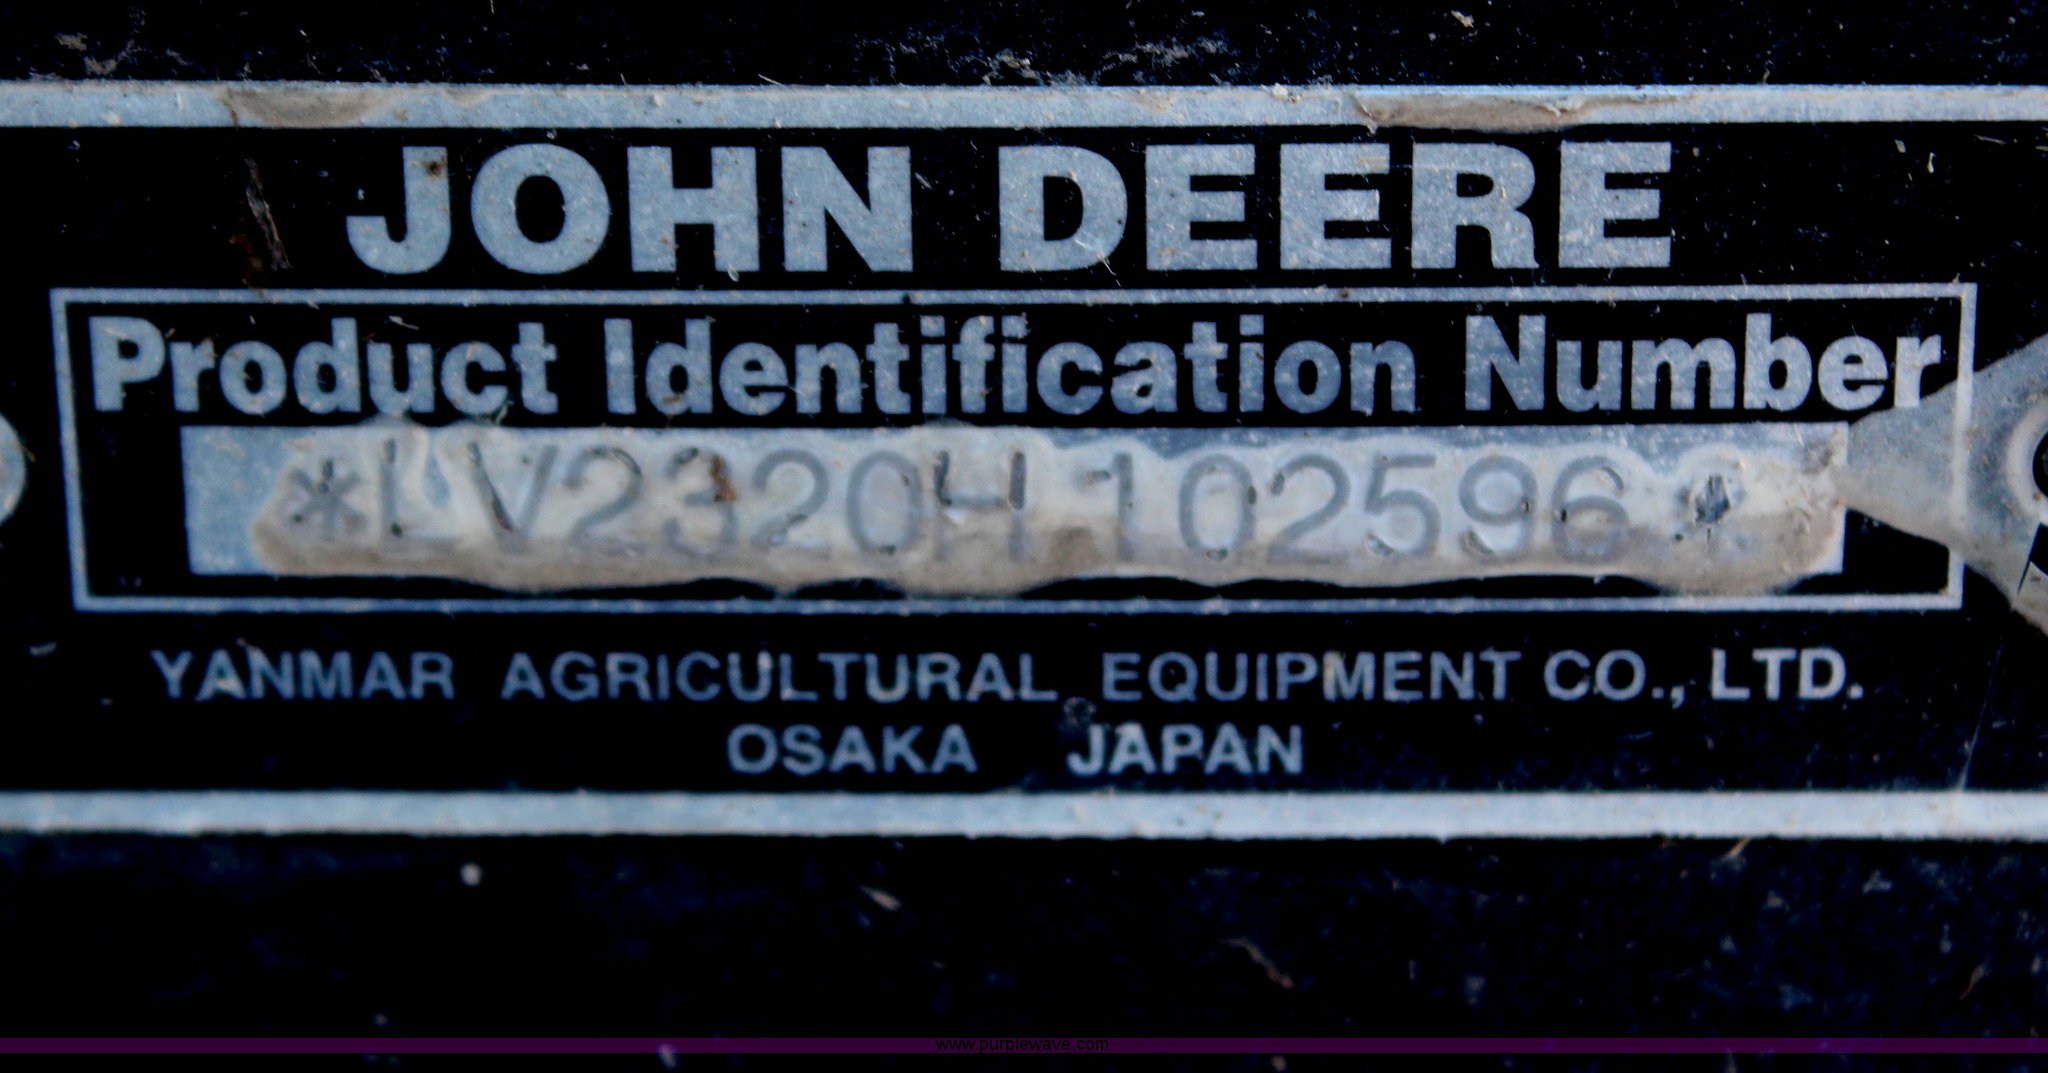 JOHN DEERE
Product Identification Number
*LV2320H102596*
YANMAR AGRICULTURAL EQUIPMENT CO., LTD.
OSAKA JAPAN
www.purplewave.com